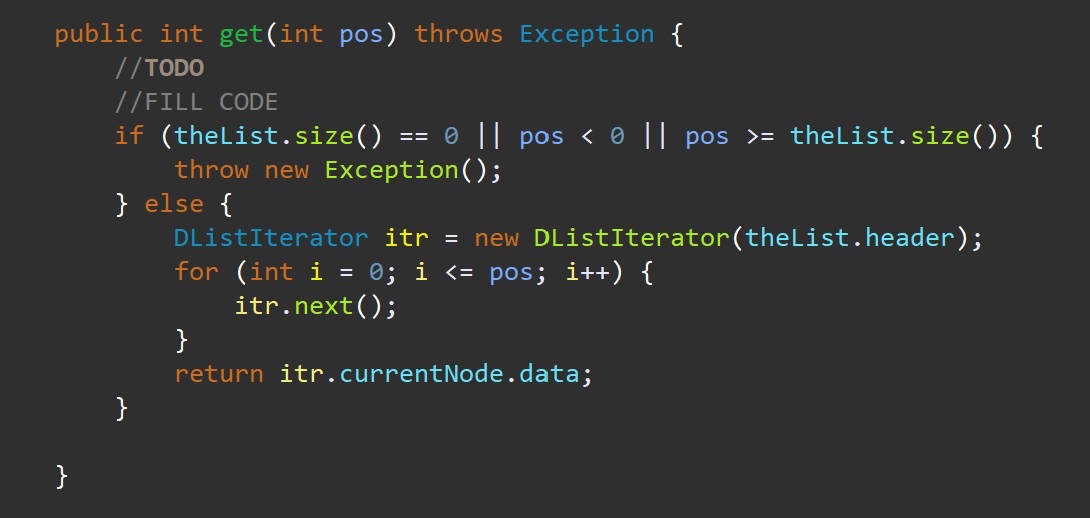 public int get(int pos) throws Exception {
//TODO
//FILL CODE
if (theList.size() == 0 || pos < 0 || pos >= theList.size()) {
throw new Exception();
} else {
DListIterator itr = new DListIterator(theList.header);
for (int i = 0; i <= pos; i++) {
itr.next();
}
return itr.currentNode.data;
}
}